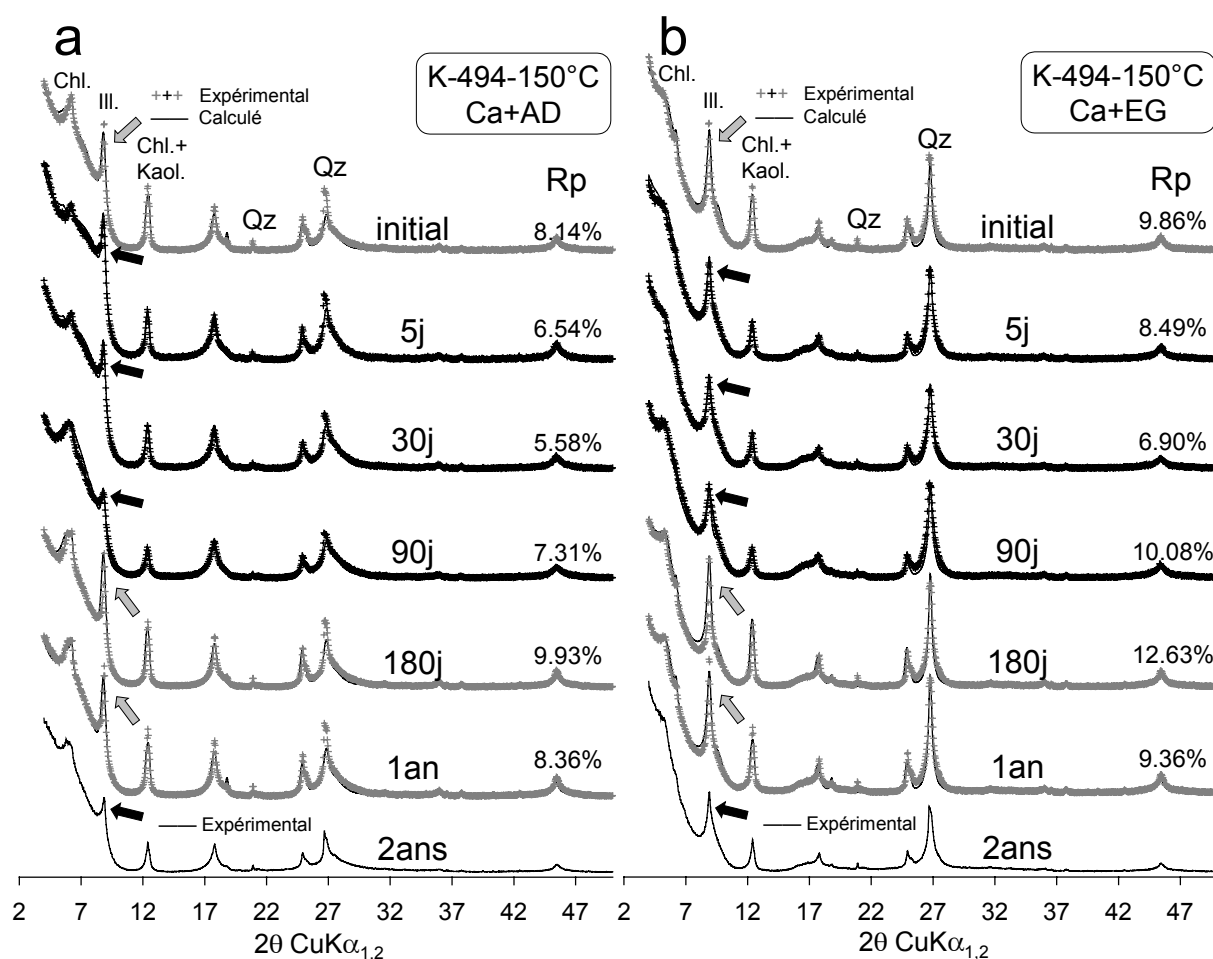 a
K-494-150°C
Ca+AD
Chl.
Ill.
+++ Expérimental
Calculé
Chl.+
Kaol.
Qz
Qz
Rp
initial
8.14%
5j
6.54%
30j
5.58%
90j
7.31%
180j
9.93%
1an
8.36%
Expérimental
2ans
2 7 12 17 22 27 32 37 42 47
2θ CuKα1,2
b
K-494-150°C
Ca+EG
Chl.
Ill.
+++ Expérimental
Calculé
Chl.+
Kaol.
Qz
Qz
Rp
initial
9.86%
5j
8.49%
30j
6.90%
90j
10.08%
180j
12.63%
1an
9.36%
Expérimental
2ans
2 7 12 17 22 27 32 37 42 47
2θ CuKα1,2